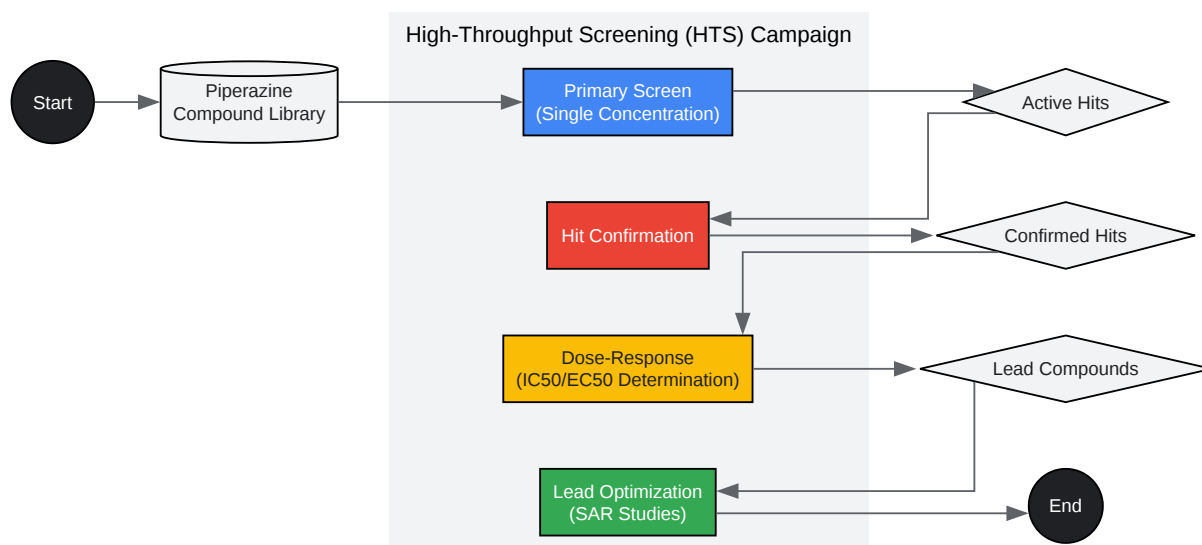 High-Throughput Screening (HTS) Campaign
Start
Piperazine
Compound Library
Primary Screen
(Single Concentration)
Active Hits
Hit Confirmation
Confirmed Hits
Dose-Response
(IC50/EC50 Determination)
Lead Compounds
Lead Optimization
(SAR Studies)
End